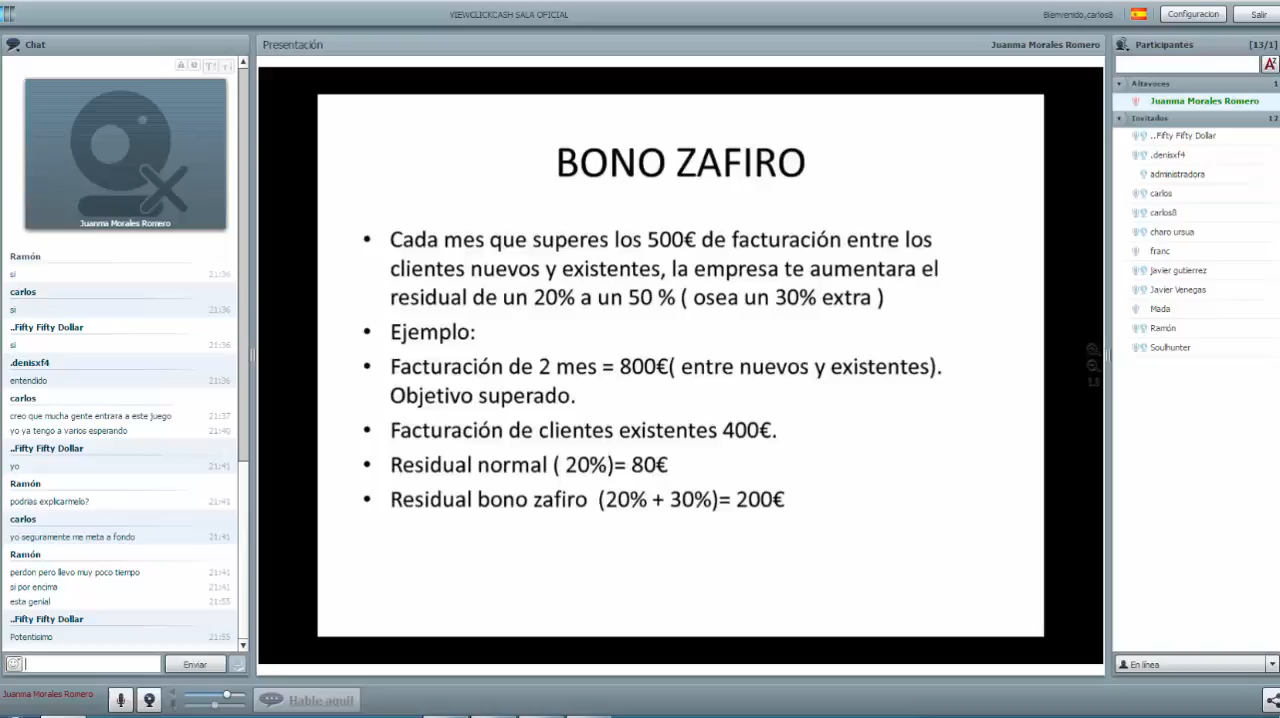 VIEWCLICKCASH SALA OFICIAL
Bienvenido,carlos8
Configuracion
Salir
Chat
Juanma Morales Romero
Ramón
si 21:36
carlos
si 21:36
..Fifty Fifty Dollar
si 21:36
.denisxf4
entendido 21:36
carlos
creo que mucha gente entrara a este juego 21:37
yo ya tengo a varios esperando 21:40
..Fifty Fifty Dollar
yo 21:41
Ramón
podrias explicarmelo? 21:41
carlos
yo seguramente me meta a fondo 21:41
Ramón
perdon pero llevo muy poco tiempo 21:41
si por encima 21:41
esta genial 21:55
..Fifty Fifty Dollar
Potentisimo 21:55
Enviar
Juanma Morales Romero
Hable aquí!
Presentación
Juanma Morales Romero
BONO ZAFIRO
• Cada mes que superes los 500€ de facturación entre los
clientes nuevos y existentes, la empresa te aumentara el
residual de un 20% a un 50 % ( osea un 30% extra )
• Ejemplo:
• Facturación de 2 mes = 800€( entre nuevos y existentes).
Objetivo superado.
• Facturación de clientes existentes 400€.
• Residual normal ( 20%)= 80€
• Residual bono zafiro (20% + 30%)= 200€
Participantes [13/1]
Altavoces 1
Juanma Morales Romero
Invitados 12
..Fifty Fifty Dollar
.denisxf4
administradora
carlos
carlos8
charo ursua
franc
Javier gutierrez
Javier Venegas
Mada
Ramón
Soulhunter
En línea